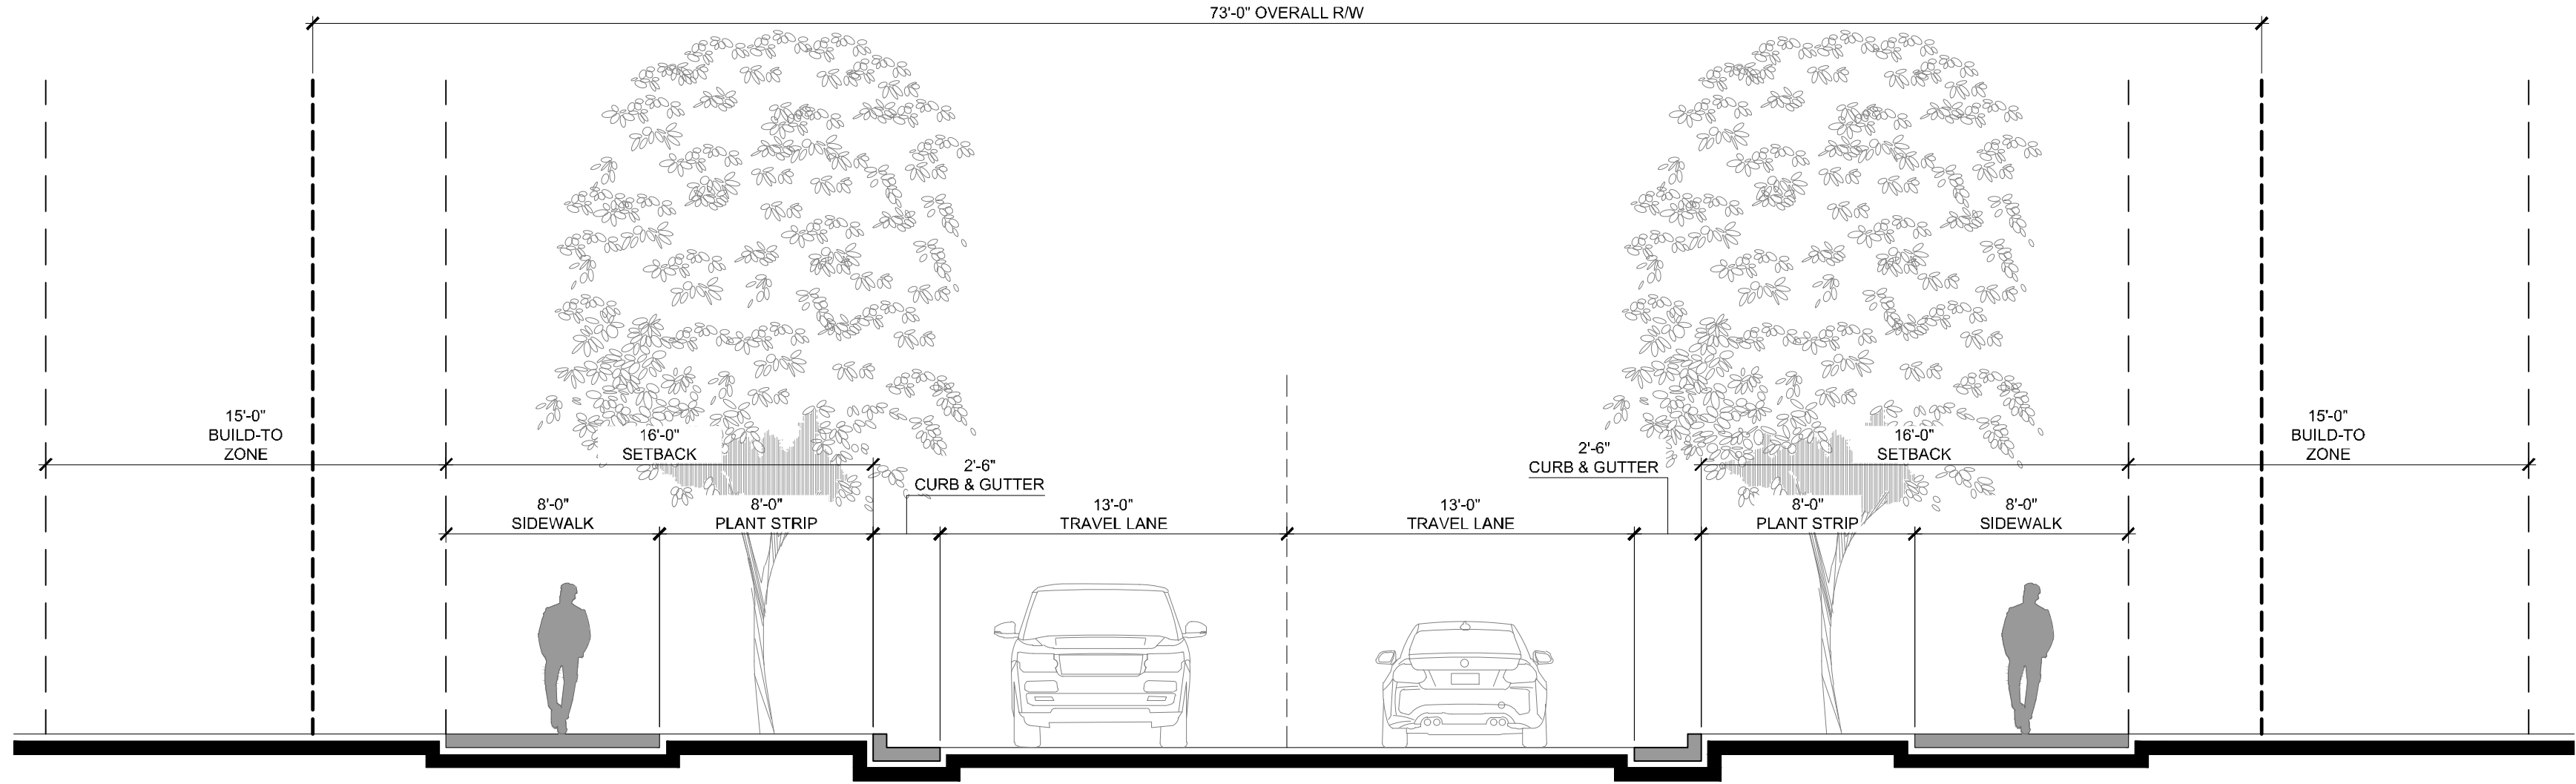 73'-0" OVERALL R/W
15'-0"
BUILD-TO
ZONE
16'-0"
SETBACK
2'-6"
CURB & GUTTER
2'-6"
CURB & GUTTER
16'-0"
SETBACK
15'-0"
BUILD-TO
ZONE
8'-0"
SIDEWALK
8'-0"
PLANT STRIP
13'-0"
TRAVEL LANE
13'-0"
TRAVEL LANE
8'-0"
PLANT STRIP
8'-0"
SIDEWALK